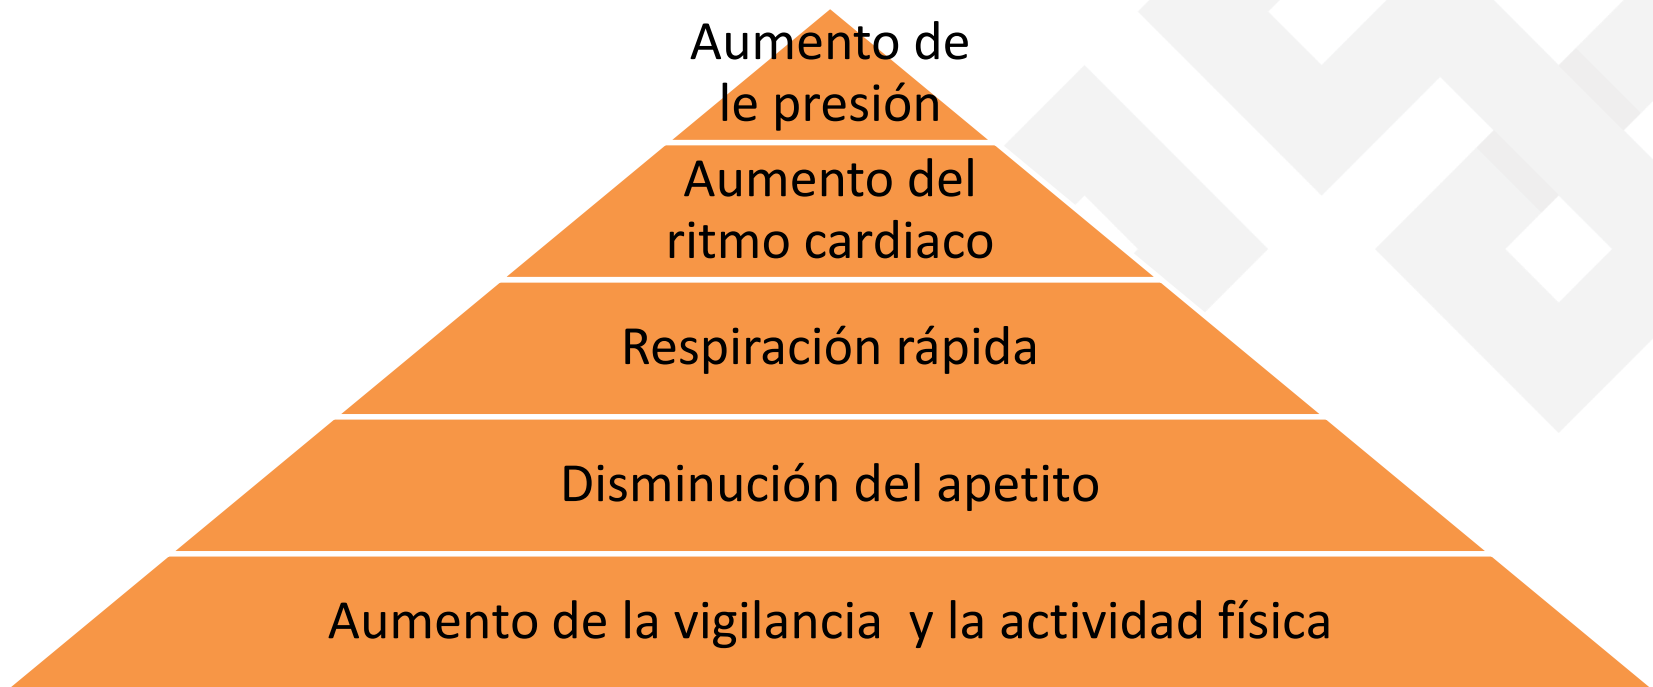 Aumento de
le presión
Aumento del
ritmo cardiaco
Respiración rápida
Disminución del apetito
Aumento de la vigilancia  y la actividad física